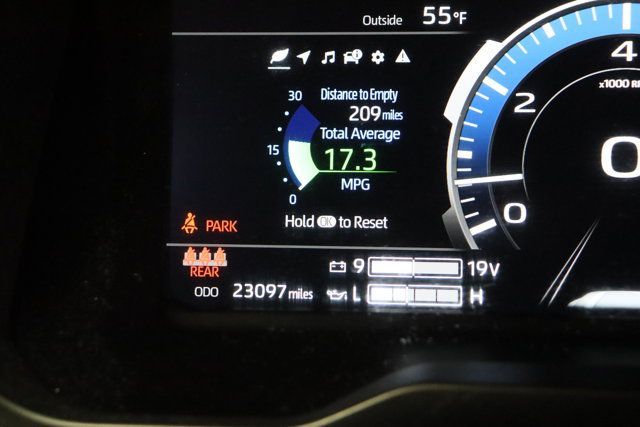 Outside 55°F
4
x1000
2
0
0
30
15
0
Distance to Empty
209 miles
Total Average
17.3
MPG
Hold OK to Reset
PARK
REAR
ODO 23097 miles
9 19V
L H